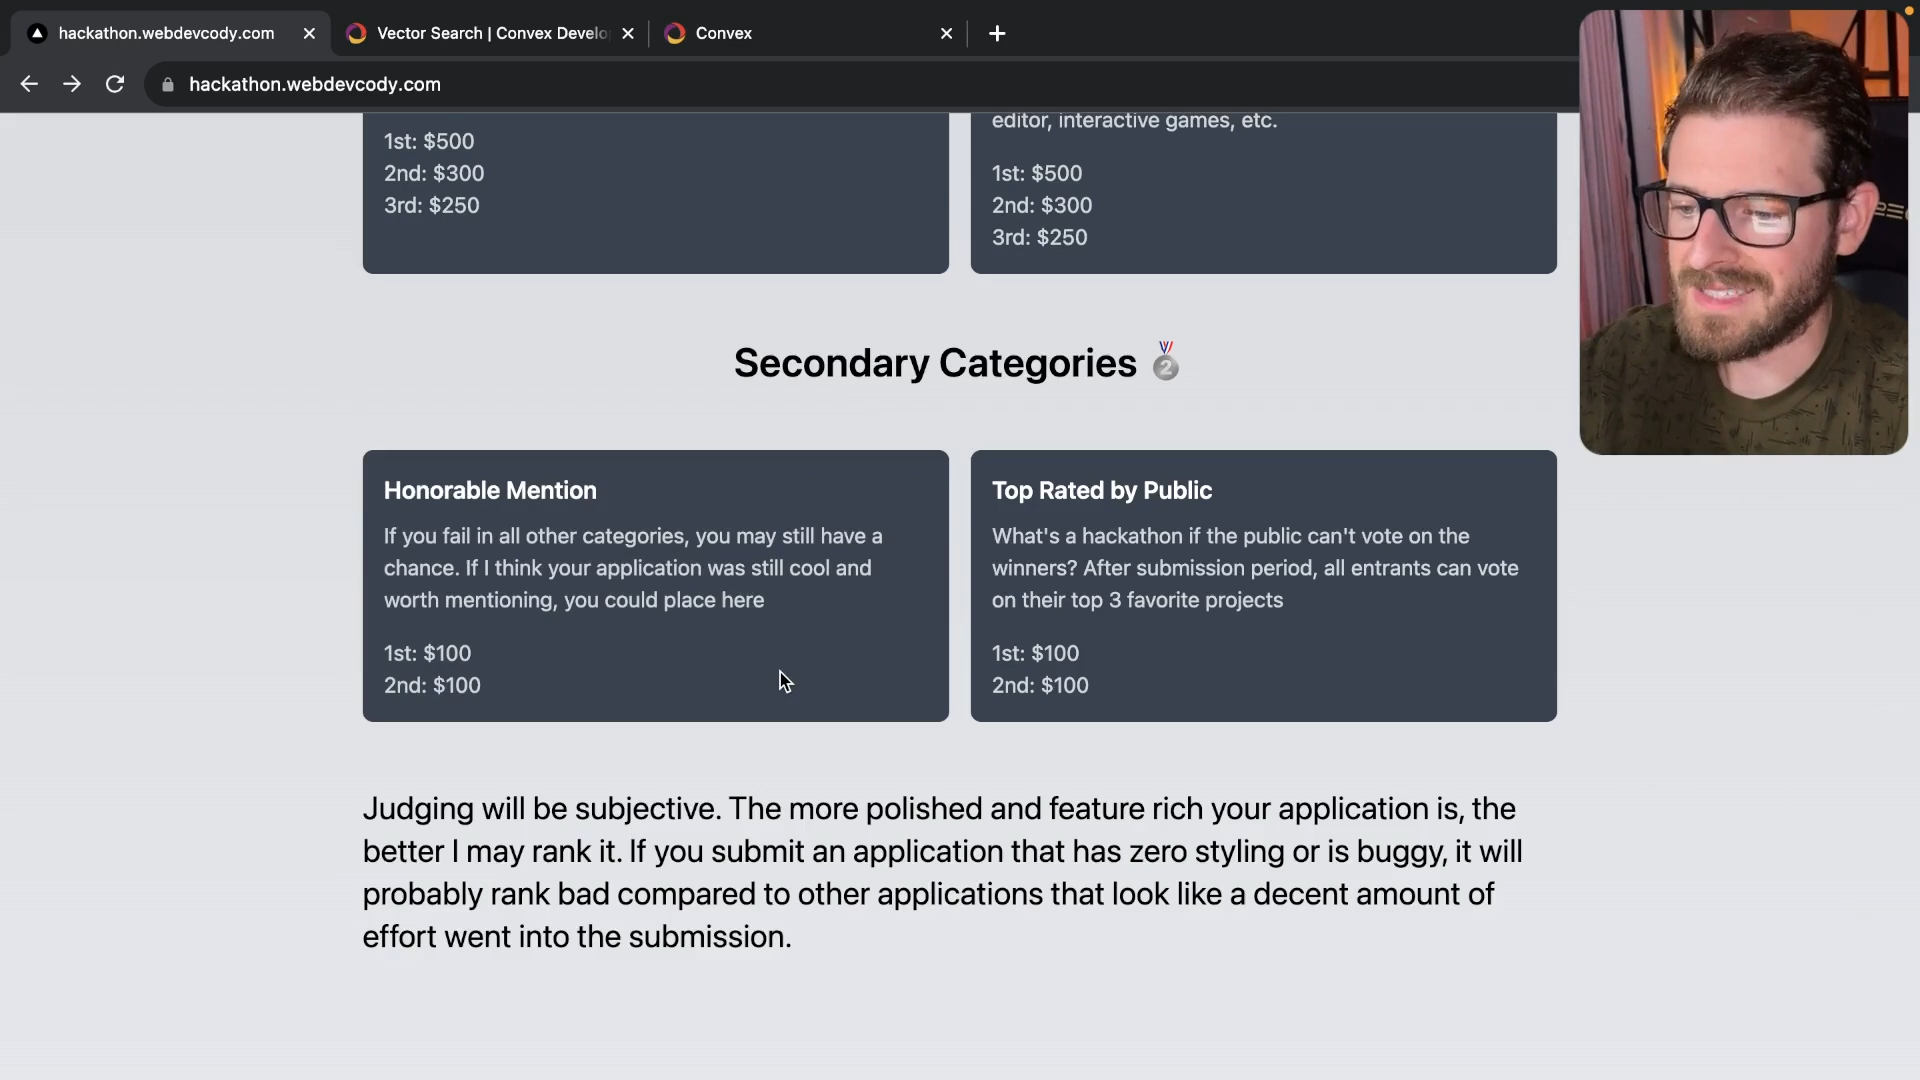 hackathon.webdevcody.com
Vector Search | Convex Develo
Convex
hackathon.webdevcody.com
1st: $500
2nd: $300
3rd: $250
editor, interactive games, etc.
1st: $500
2nd: $300
3rd: $250
Secondary Categories 🥈
Honorable Mention
If you fail in all other categories, you may still have a
chance. If I think your application was still cool and
worth mentioning, you could place here
1st: $100
2nd: $100
Top Rated by Public
What's a hackathon if the public can't vote on the
winners? After submission period, all entrants can vote
on their top 3 favorite projects
1st: $100
2nd: $100
Judging will be subjective. The more polished and feature rich your application is, the
better I may rank it. If you submit an application that has zero styling or is buggy, it will
probably rank bad compared to other applications that look like a decent amount of
effort went into the submission.